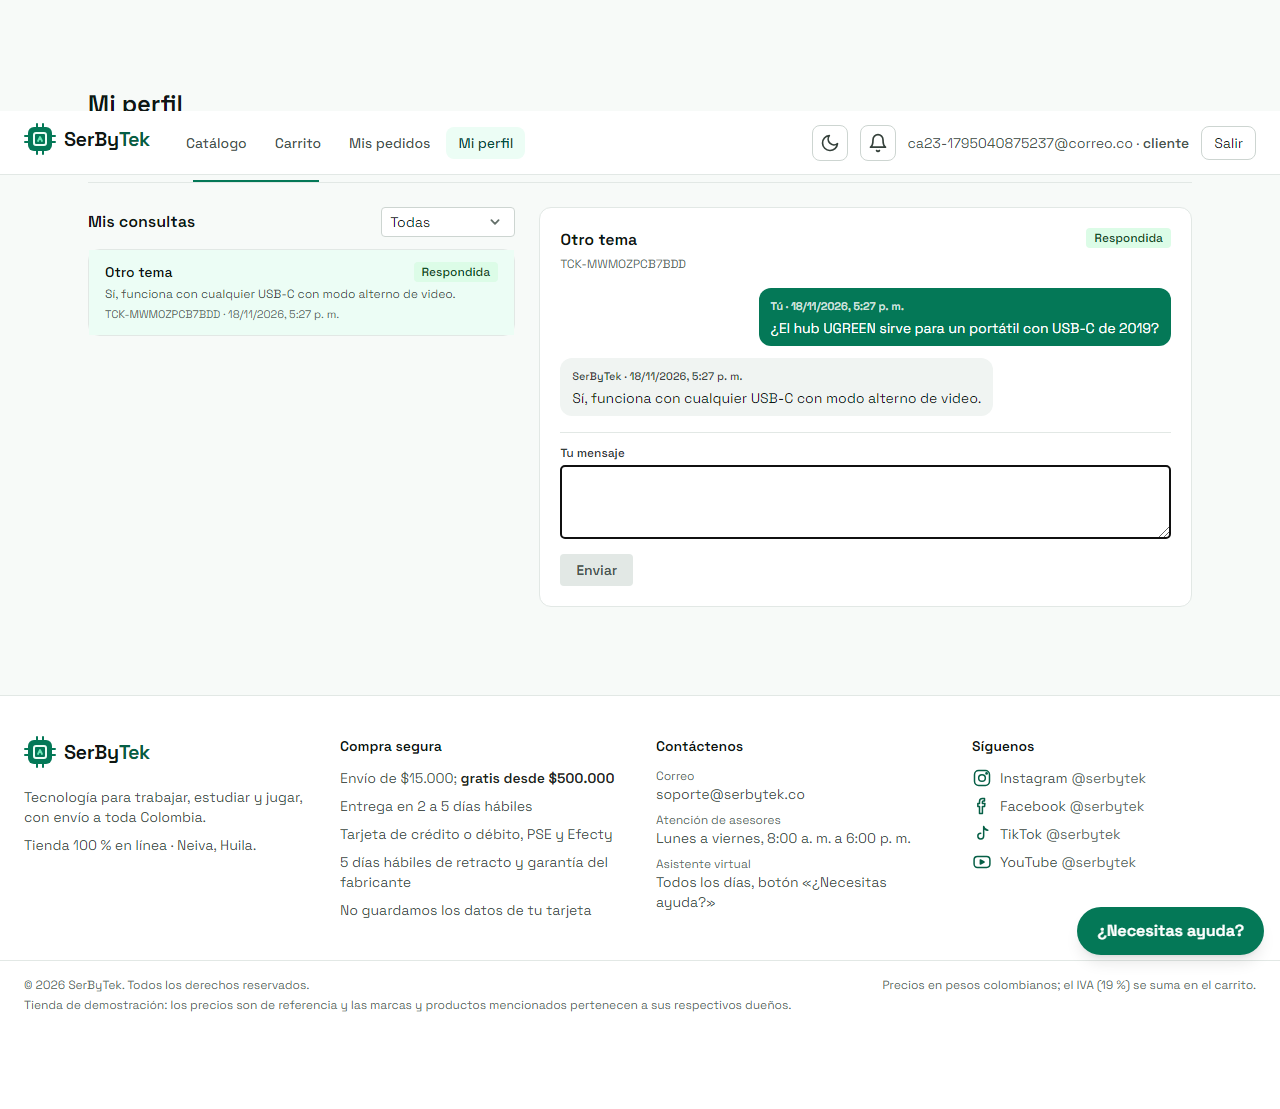 Mi perfil
SerByTek
Catálogo
Carrito
Mis pedidos
Mi perfil
ca23-1795040875237@correo.co · cliente
Salir
Mis consultas
Todas
Otro tema
Respondida
Sí, funciona con cualquier USB-C con modo alterno de video.
TCK-MWMOZPCB7BDD · 18/11/2026, 5:27 p. m.
Otro tema
Respondida
TCK-MWMOZPCB7BDD
Tú · 18/11/2026, 5:27 p. m.
¿El hub UGREEN sirve para un portátil con USB-C de 2019?
SerByTek · 18/11/2026, 5:27 p. m.
Sí, funciona con cualquier USB-C con modo alterno de video.
Tu mensaje
Enviar
SerByTek
Tecnología para trabajar, estudiar y jugar,
con envío a toda Colombia.
Tienda 100 % en línea · Neiva, Huila.
Compra segura
Envío de $15.000; gratis desde $500.000
Entrega en 2 a 5 días hábiles
Tarjeta de crédito o débito, PSE y Efecty
5 días hábiles de retracto y garantía del
fabricante
No guardamos los datos de tu tarjeta
Contáctenos
Correo
soporte@serbytek.co
Atención de asesores
Lunes a viernes, 8:00 a. m. a 6:00 p. m.
Asistente virtual
Todos los días, botón «¿Necesitas
ayuda?»
Síguenos
Instagram @serbytek
Facebook @serbytek
TikTok @serbytek
YouTube @serbytek
¿Necesitas ayuda?
© 2026 SerByTek. Todos los derechos reservados.
Precios en pesos colombianos; el IVA (19 %) se suma en el carrito.
Tienda de demostración: los precios son de referencia y las marcas y productos mencionados pertenecen a sus respectivos dueños.